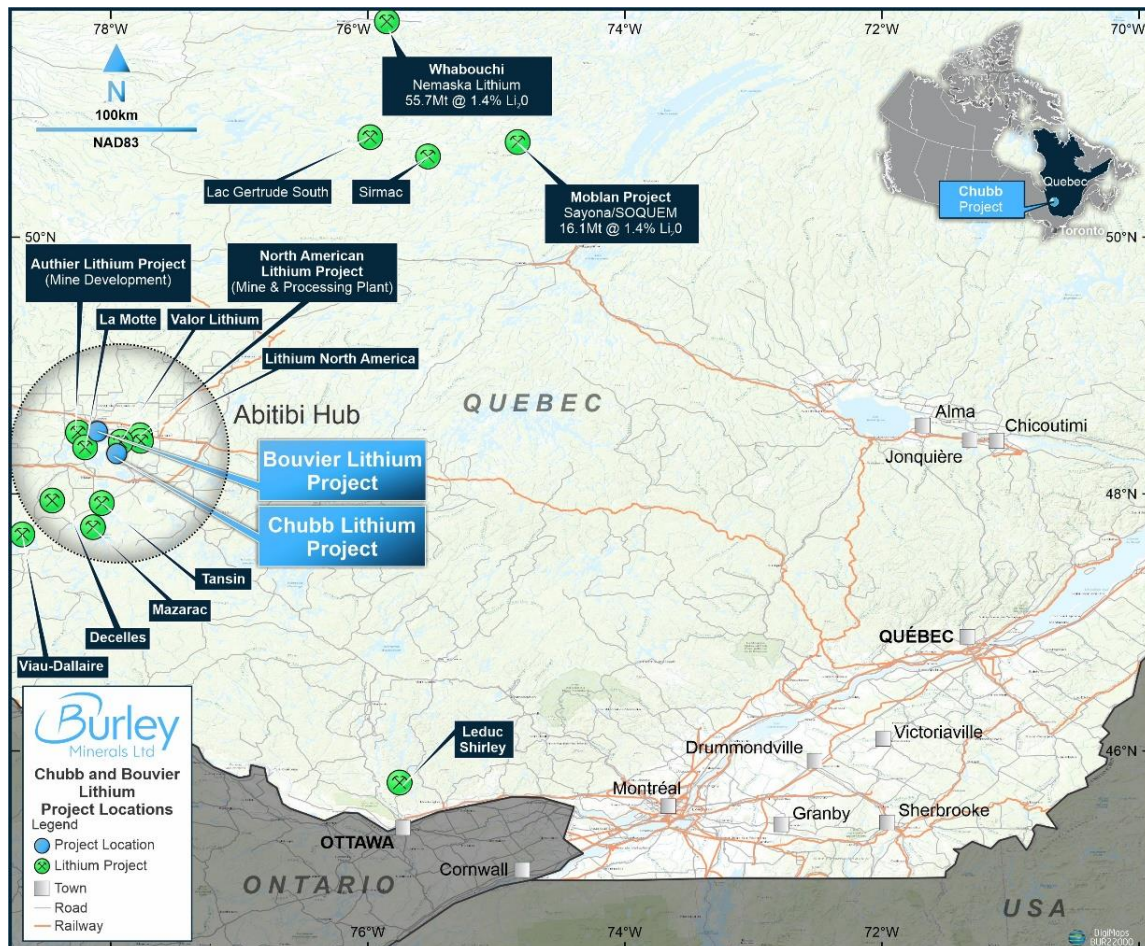 78°W
76°W
74°W
72°W
70°W
N
100km
NAD83
Whabouchi
Nemaska Lithium
55.7Mt @ 1.4% Li₂0
Lac Gertrude South
Sirmac
Moblan Project
Sayona/SOQUEM
16.1Mt @ 1.4% Li₂0
Quebec
Chubb
Project
Toronto
50°N
50°N
Authier Lithium Project
(Mine Development)
North American
Lithium Project
(Mine & Processing Plant)
La Motte
Valor Lithium
Lithium North America
Abitibi Hub
QUEBEC
Bouvier Lithium
Project
Chubb Lithium
Project
Alma
Chicoutimi
Jonquière
48°N
Tansin
Mazarac
Decelles
Viau-Dallaire
QUÉBEC
Burley
Minerals Ltd
Chubb and Bouvier
Lithium
Project Locations
Legend
Project Location
Lithium Project
Town
Road
Railway
Leduc
Shirley
Drummondville
Victoriaville
46°N
Montréal
Granby
Sherbrooke
OTTAWA
Cornwall
ONTARIO
USA
76°W
74°W
72°W
DigiMaps
BUR22000